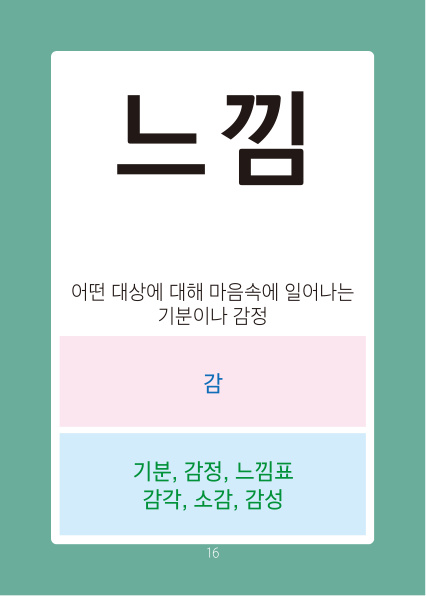 느낌
어떤 대상에 대해 마음속에 일어나는
기분이나 감정
감
기분, 감정, 느낌표
감각, 소감, 감성
16